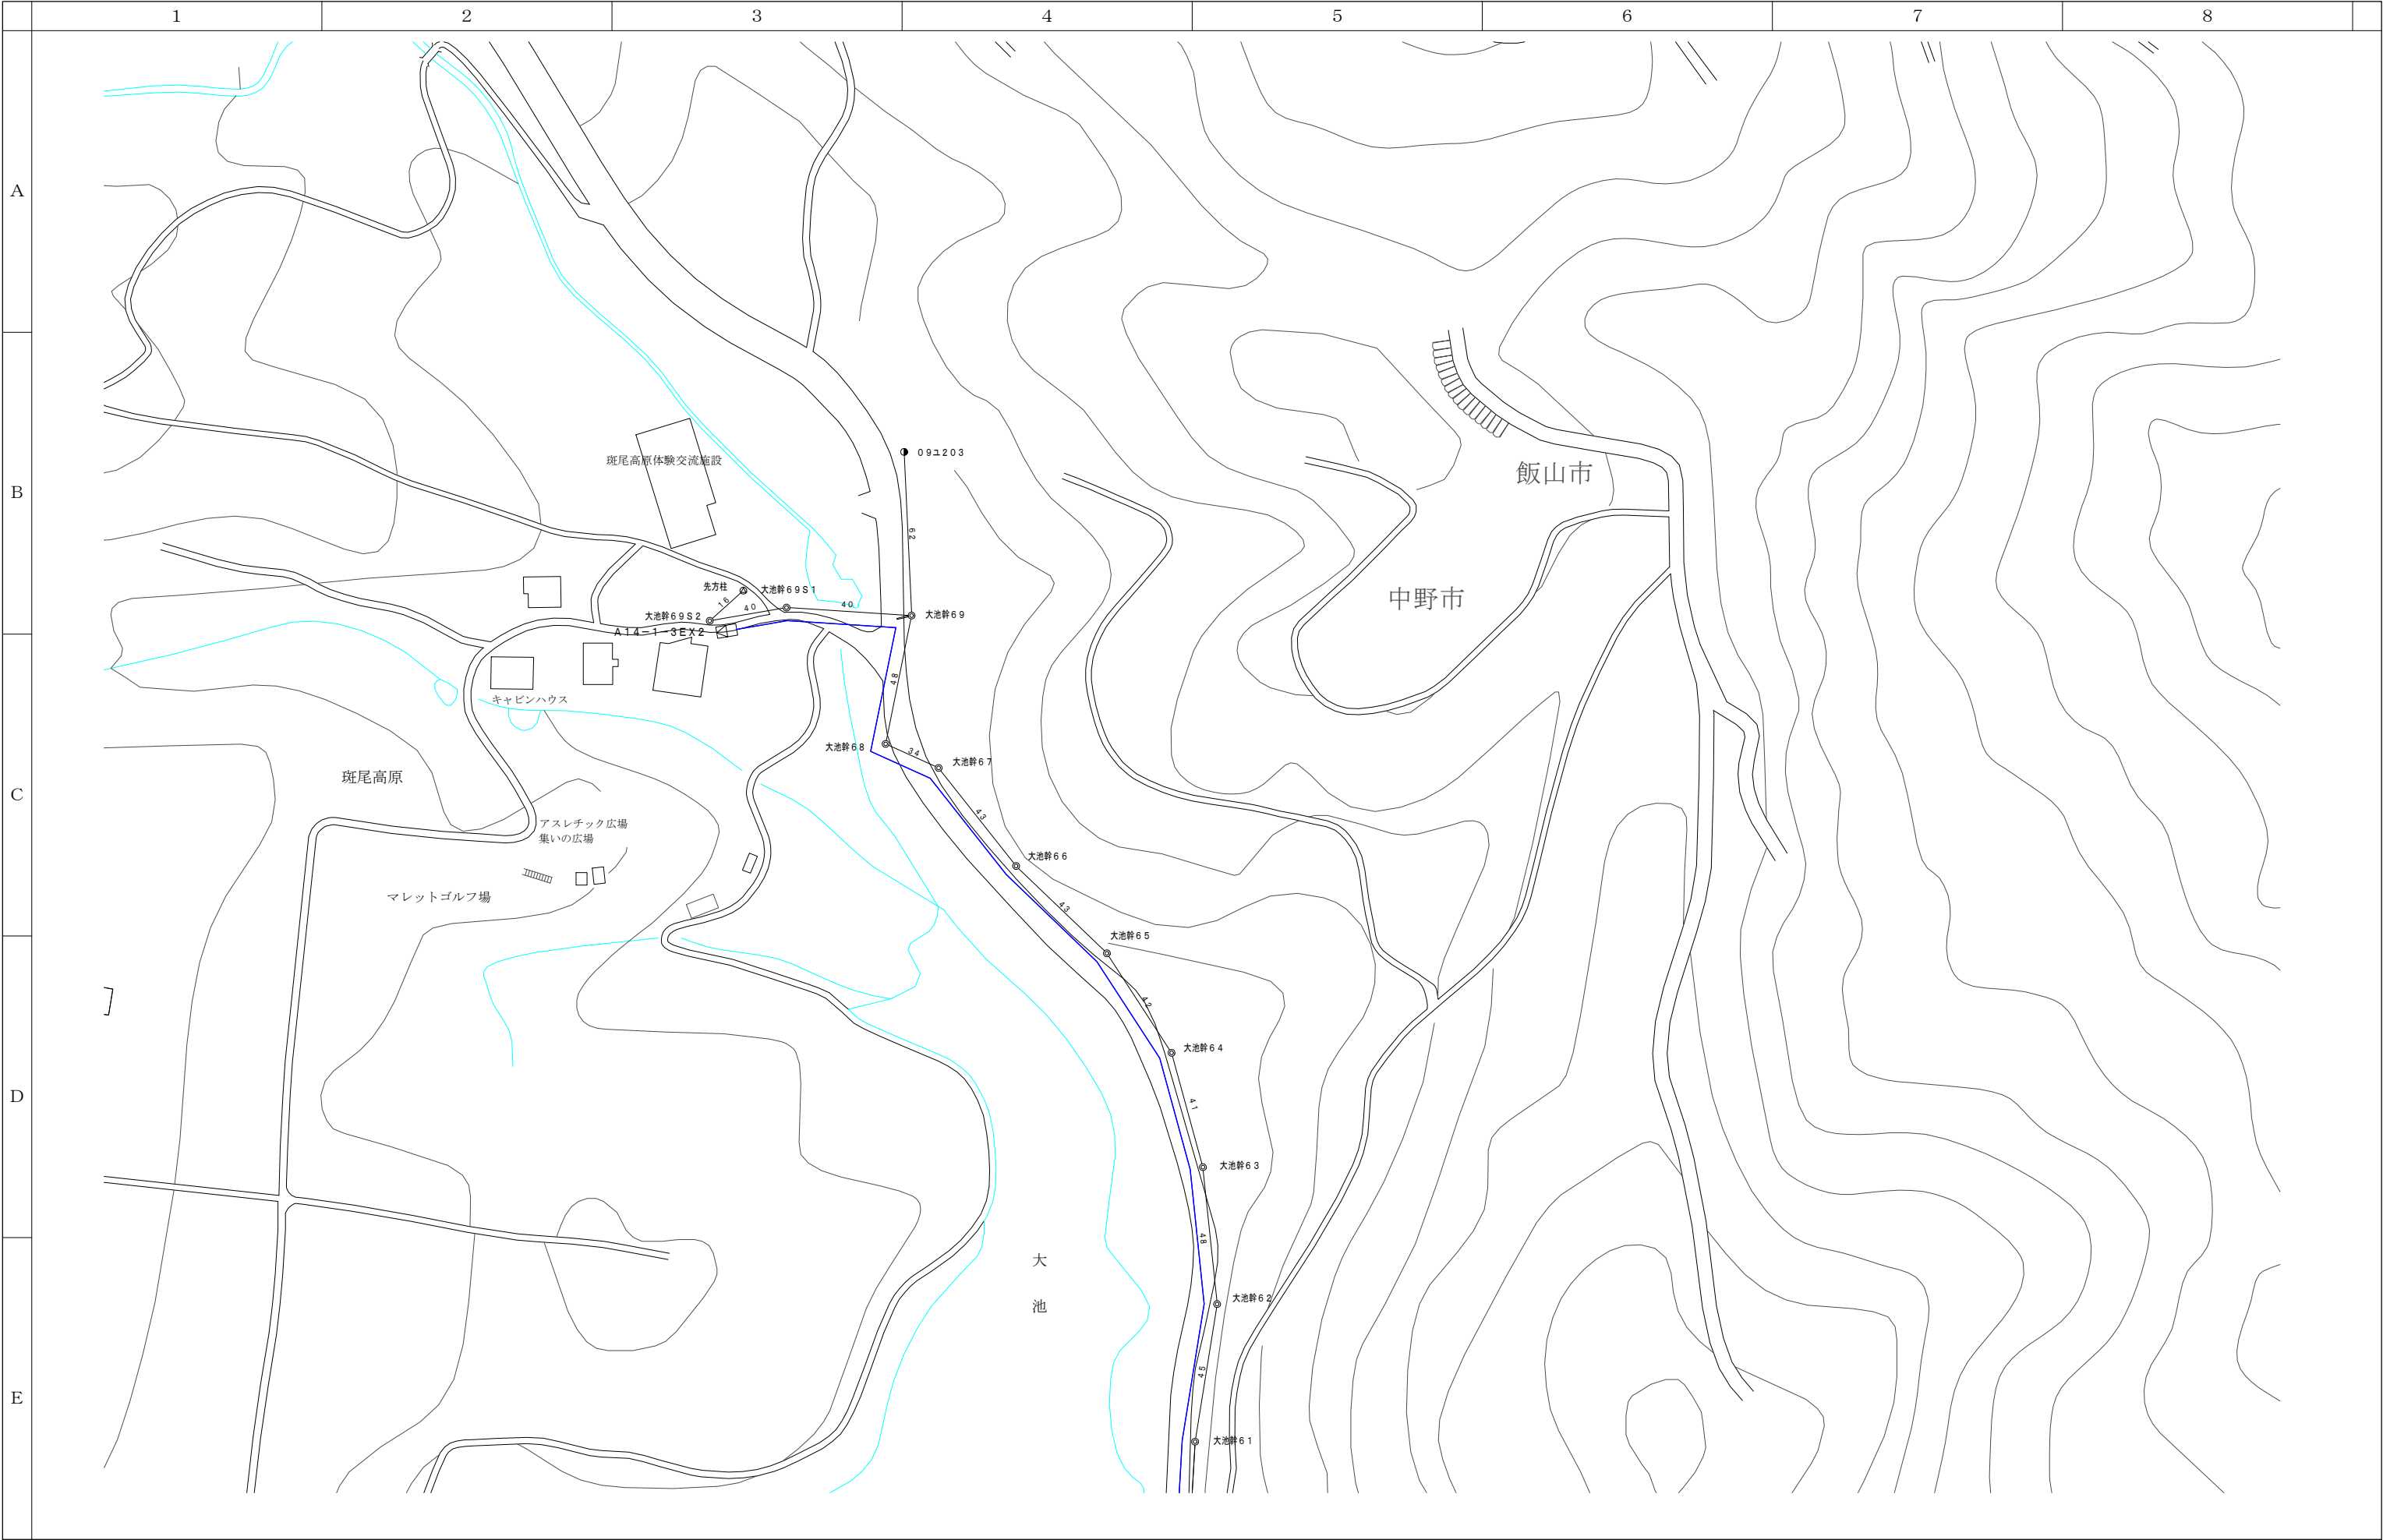 1 2 3 4 5 6 7 8
A
B
C
D
E
斑尾高原体験交流施設
09ユ203
62
飯山市
中野市
先方柱
大池幹69S1
16
40
40
大池幹69
大池幹69S2
A14-1-3EX2
48
キャビンハウス
大池幹68
34
大池幹67
斑尾高原
43
アスレチック広場
集いの広場
大池幹66
マレットゴルフ場
43
大池幹65
42
大池幹64
41
大池幹63
48
大
池
大池幹62
45
大池幹61